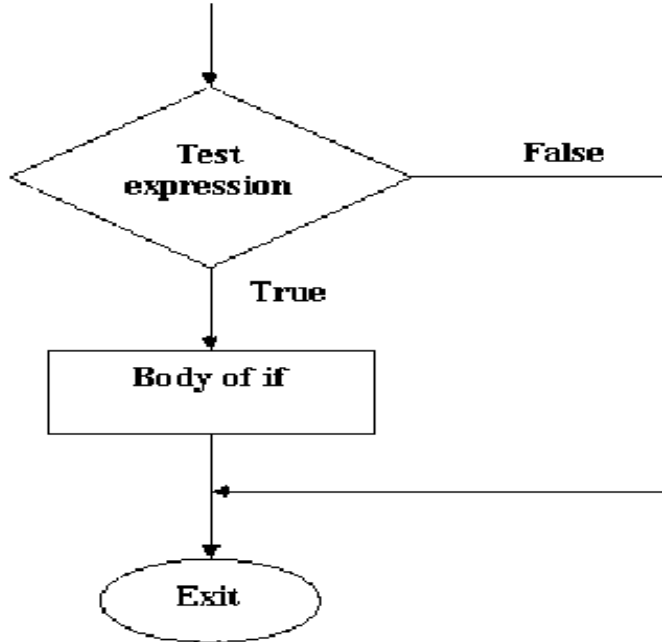 Test
expression
False
True
Body of if
Exit